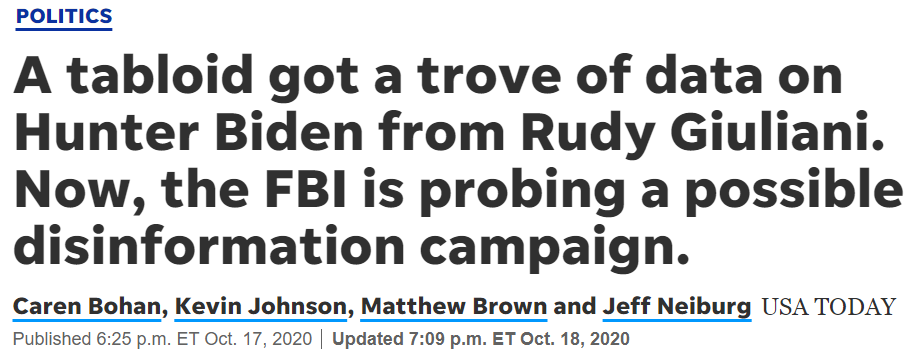 POLITICS
A tabloid got a trove of data on
Hunter Biden from Rudy Giuliani.
Now, the FBI is probing a possible
disinformation campaign.
Caren Bohan, Kevin Johnson, Matthew Brown and Jeff Neiburg USA TODAY
Published 6:25 p.m. ET Oct. 17, 2020 | Updated 7:09 p.m. ET Oct. 18, 2020